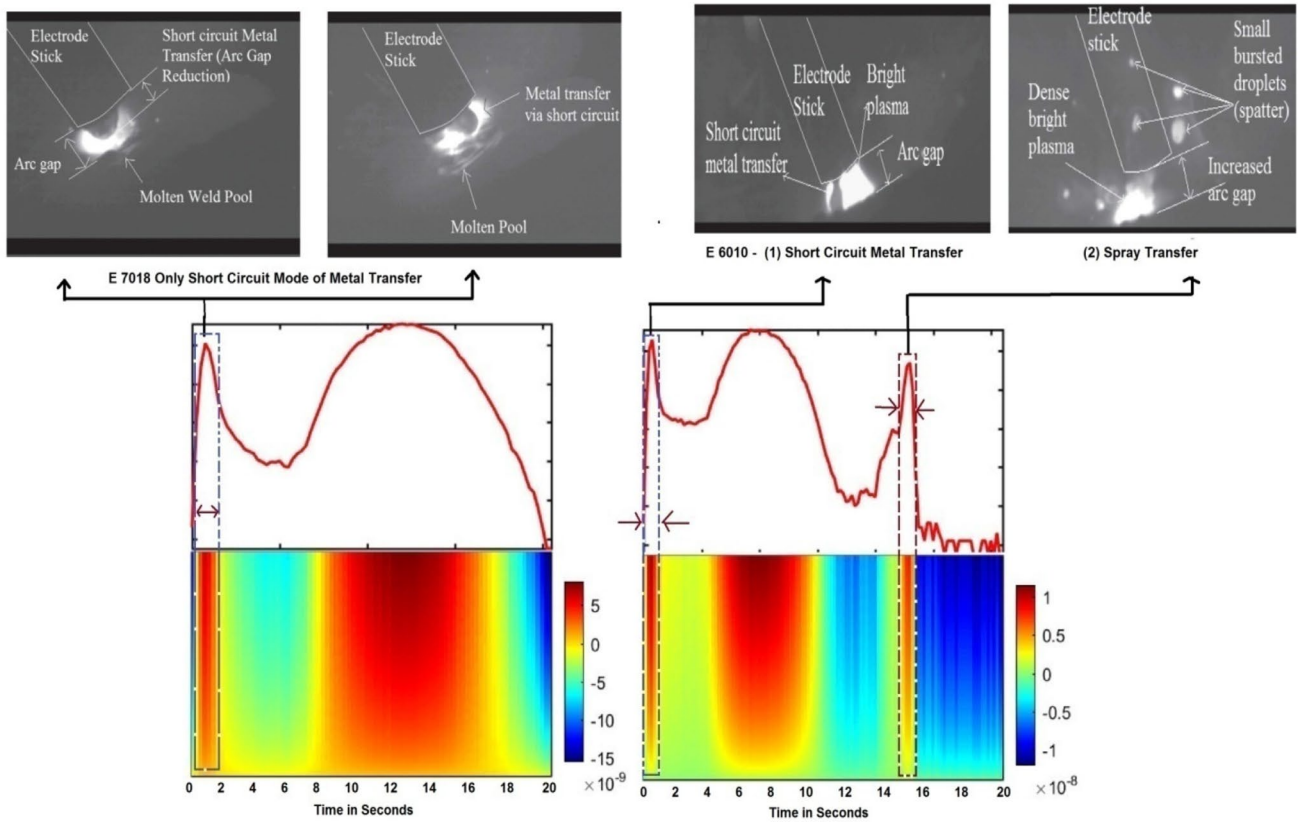 Electrode
Stick
Short circuit Metal
Transfer (Arc Gap
Reduction)
Arc gap
Molten Weld Pool
Electrode
Stick
Metal transfer
via short circuit
Molten Pool
E 7018 Only Short Circuit Mode of Metal Transfer
Electrode
Stick
Bright
plasma
Short circuit
metal transfer
Arc gap
E 6010 - (1) Short Circuit Metal Transfer
Electrode
stick
Small
bursted
droplets
(spatter)
Dense
bright
plasma
Increased
arc gap
(2) Spray Transfer
5
0
-5
-10
-15
×10-9
0 2 4 6 8 10 12 14 16 18 20
Time in Seconds
1
0.5
0
-0.5
-1
×10-8
0 2 4 6 8 10 12 14 16 18 20
Time in Seconds